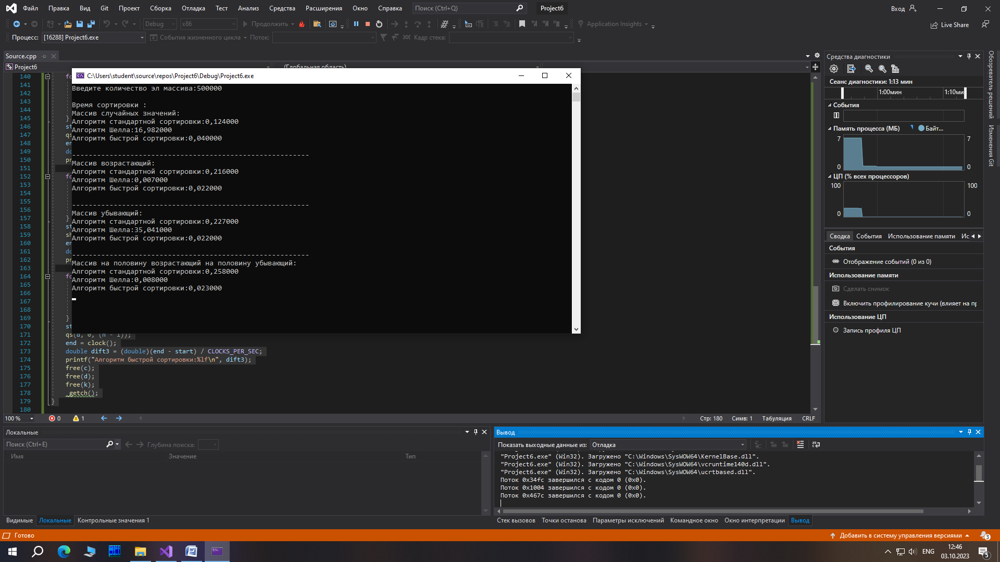 Файл Правка Вид Git Проект Сборка Отладка Тест Анализ Средства Расширения Окно Справка Поиск (Ctrl+Q) Project6 Вход
Debug x86 Продолжить Application Insights Live Share
Процесс: [16288] Project6.exe События жизненного цикла Поток: Кадр стека:
Source.cpp
Project6 (Глобальная область)
C:\Users\student\source\repos\Project6\Debug\Project6.exe
Введите количество эл массива:500000
Время сортировки :
Массив случайных значений:
Алгоритм стандартной сортировки:0,124000
Алгоритм Шелла:16,982000
Алгоритм быстрой сортировки:0,040000
---------------------------------------------------------
Массив возрастающий:
Алгоритм стандартной сортировки:0,216000
Алгоритм Шелла:0,007000
Алгоритм быстрой сортировки:0,022000
---------------------------------------------------------
Массив убывающий:
Алгоритм стандартной сортировки:0,227000
Алгоритм Шелла:35,041000
Алгоритм быстрой сортировки:0,022000
---------------------------------------------------------
Массив на половину возрастающий на половину убывающий:
Алгоритм стандартной сортировки:0,258000
Алгоритм Шелла:0,008000
Алгоритм быстрой сортировки:0,023000
140 fo
141
142
143
144
145 }
146 st
147 qs
148 en
149 do
150 pr
151
152 fo
153
154
155
156
157 }
158 st
159 sh
160 en
161 do
162 pr
163
164 fo
165
166
167
168
169 }
170 st
171 qs(d, 0, (n - 1));
172 end = clock();
173 double dift3 = (double)(end - start) / CLOCKS_PER_SEC;
174 printf("Алгоритм быстрой сортировки:%lf\n", dift3);
175 free(c);
176 free(d);
177 free(k);
178 _getch();
179 }
180
100 % 0 1 Стр: 180 Симв: 1 Табуляция CRLF
Средства диагностики
Сеанс диагностики: 1:13 мин
1:00мин 1:10ми
События
Память процесса (МБ) Байт...
7 7
0 0
ЦП (% всех процессоров)
100 100
0 0
Сводка События Использование памяти Ис
События
Отображение событий (0 из 0)
Использование памяти
Сделать снимок
Включить профилирование кучи (влияет на пр
Использование ЦП
Запись профиля ЦП
Обозреватель решений
Изменения Git
Локальные
Поиск (Ctrl+E) Глубина поиска:
Имя Значение Тип
Видимые Локальные Контрольные значения 1
Вывод
Показать выходные данные из: Отладка
"Project6.exe" (Win32). Загружено "C:\Windows\SysWOW64\KernelBase.dll".
"Project6.exe" (Win32). Загружено "C:\Windows\SysWOW64\vcruntime140d.dll".
"Project6.exe" (Win32). Загружено "C:\Windows\SysWOW64\ucrtbased.dll".
Поток 0x34fc завершился с кодом 0 (0x0).
Поток 0x1004 завершился с кодом 0 (0x0).
Поток 0x467c завершился с кодом 0 (0x0).
Стек вызовов Точки останова Параметры исключений Командное окно Окно интерпретации Вывод
Готово Добавить в систему управления версиями 3
ENG 12:46
03.10.2023 5